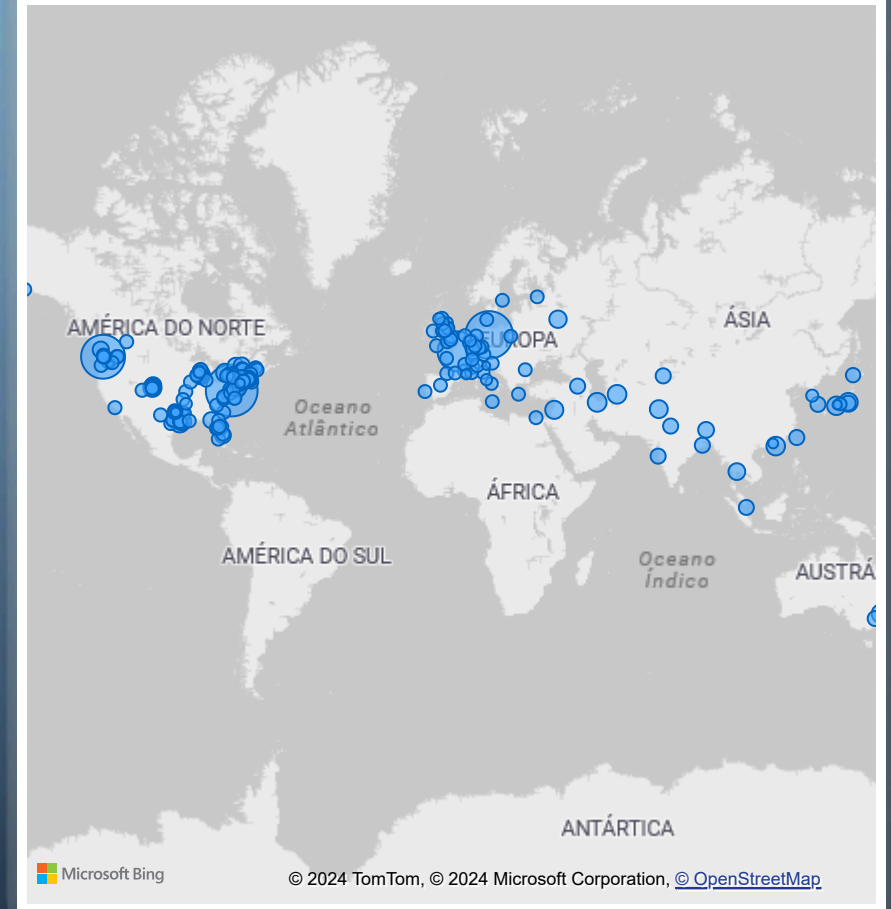 ÁSIA
AMÉRICA DO NORTE
EUROPA
Oceano
Atlântico
ÁFRICA
AMÉRICA DO SUL
Oceano
Índico
AUSTRÁ
ANTÁRTICA
Microsoft Bing
© 2024 TomTom, © 2024 Microsoft Corporation, © OpenStreetMap